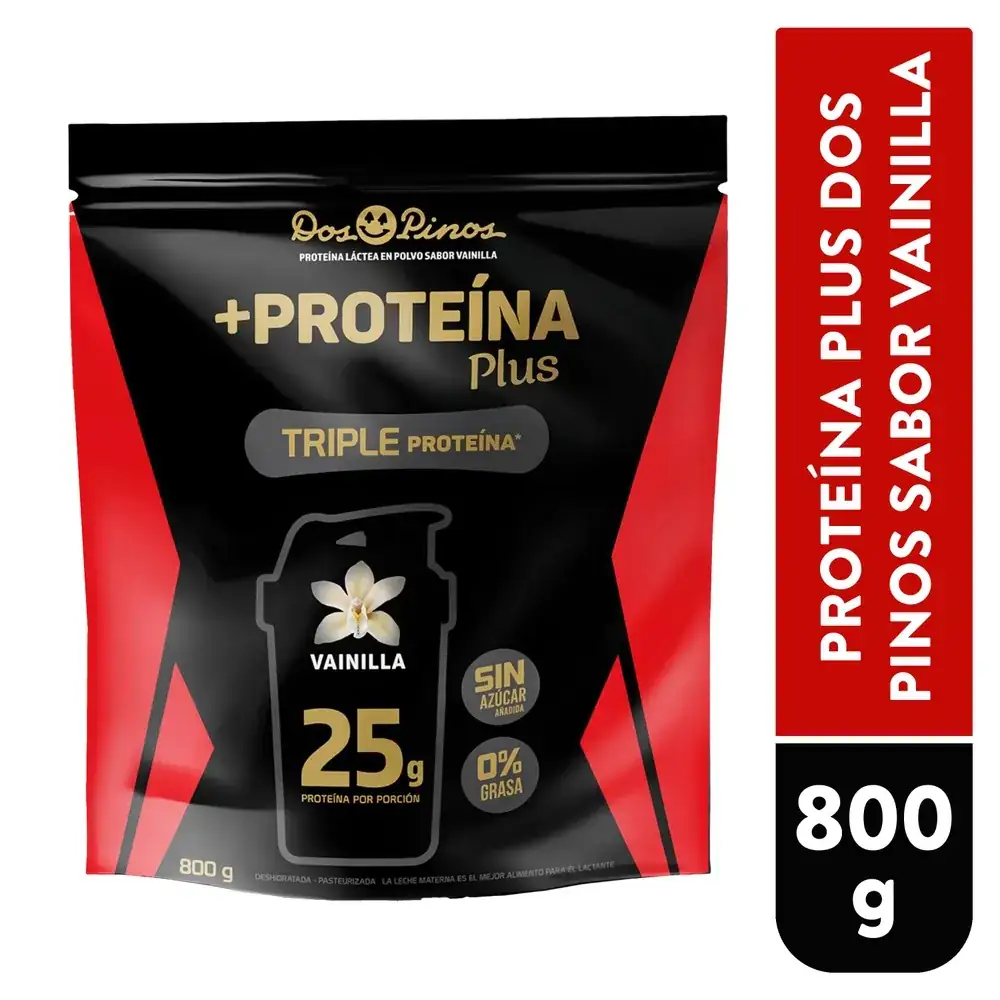 Dos Pinos
PROTEÍNA LÁCTEA EN POLVO SABOR VAINILLA
+PROTEÍNA
Plus
TRIPLE PROTEÍNA*
VAINILLA
25g
PROTEÍNA POR PORCIÓN
SIN
AZÚCAR
AÑADIDA
0%
GRASA
800 g
DESHIDRATADA - PASTEURIZADA LA LECHE MATERNA ES EL MEJOR ALIMENTO PARA EL LACTANTE
PROTEÍNA PLUS DOS
PINOS SABOR VAINILLA
800
g